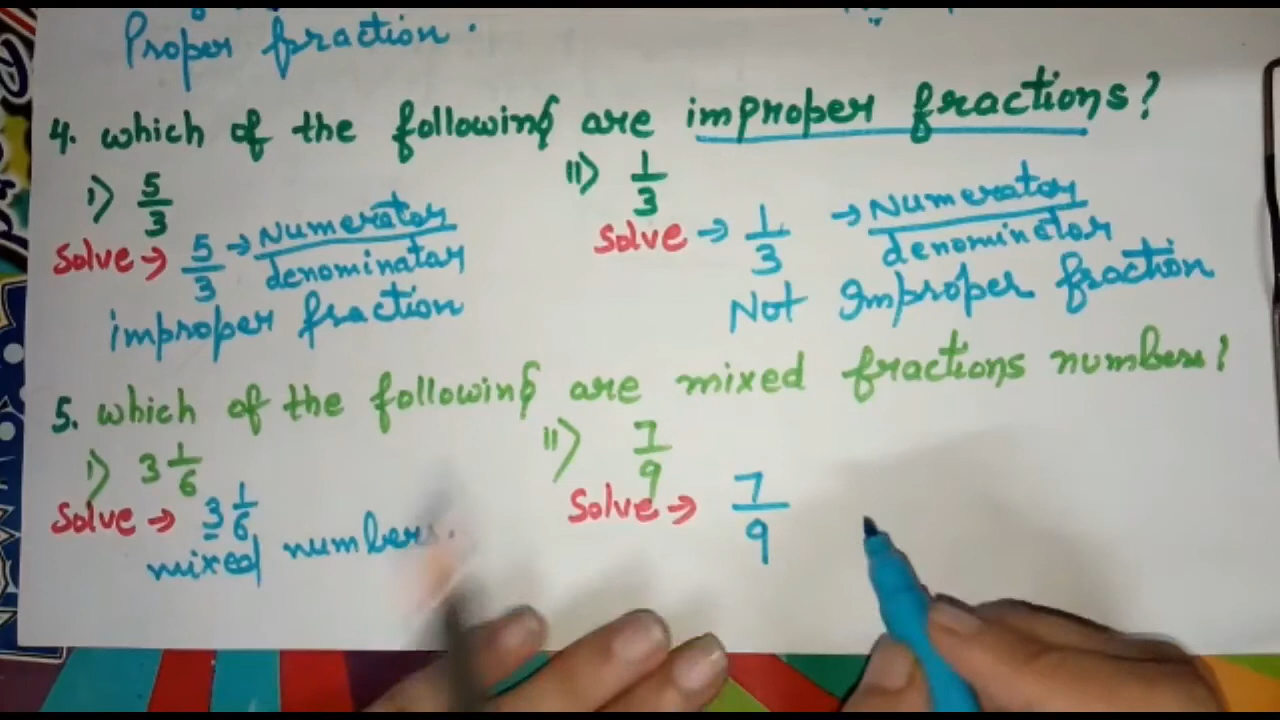 Proper fraction.
4. which of the following are improper fractions?
i) 5/3 ii) 1/3
Solve → 5/3 → Numerator/denominator
improper fraction
Solve → 1/3 → Numerator/denominator
Not Improper fraction
5. which of the following are mixed fractions numbers?
i) 3 1/6 ii) 7/9
Solve → 3 1/6
mixed numbers.
Solve → 7/9